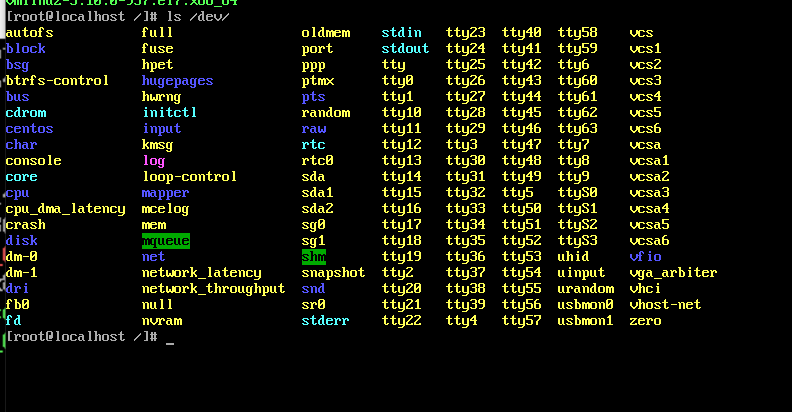 [root@localhost /]# ls /dev/
autofs full oldmem stdin tty23 tty40 tty58 vcs
block fuse port stdout tty24 tty41 tty59 vcs1
bsg hpet ppp tty tty25 tty42 tty6 vcs2
btrfs-control hugepages ptmx tty0 tty26 tty43 tty60 vcs3
bus hwrng pts tty1 tty27 tty44 tty61 vcs4
cdrom initctl random tty10 tty28 tty45 tty62 vcs5
centos input raw tty11 tty29 tty46 tty63 vcs6
char kmsg rtc tty12 tty3 tty47 tty7 vcsa
console log rtc0 tty13 tty30 tty48 tty8 vcsa1
core loop-control sda tty14 tty31 tty49 tty9 vcsa2
cpu mapper sda1 tty15 tty32 tty5 ttyS0 vcsa3
cpu_dma_latency mcelog sda2 tty16 tty33 tty50 ttyS1 vcsa4
crash mem sg0 tty17 tty34 tty51 ttyS2 vcsa5
disk mqueue sg1 tty18 tty35 tty52 ttyS3 vcsa6
dm-0 net shm tty19 tty36 tty53 uhid vfio
dm-1 network_latency snapshot tty2 tty37 tty54 uinput vga_arbiter
dri network_throughput snd tty20 tty38 tty55 urandom vhci
fb0 null sr0 tty21 tty39 tty56 usbmon0 vhost-net
fd nvram stderr tty22 tty4 tty57 usbmon1 zero
[root@localhost /]# _